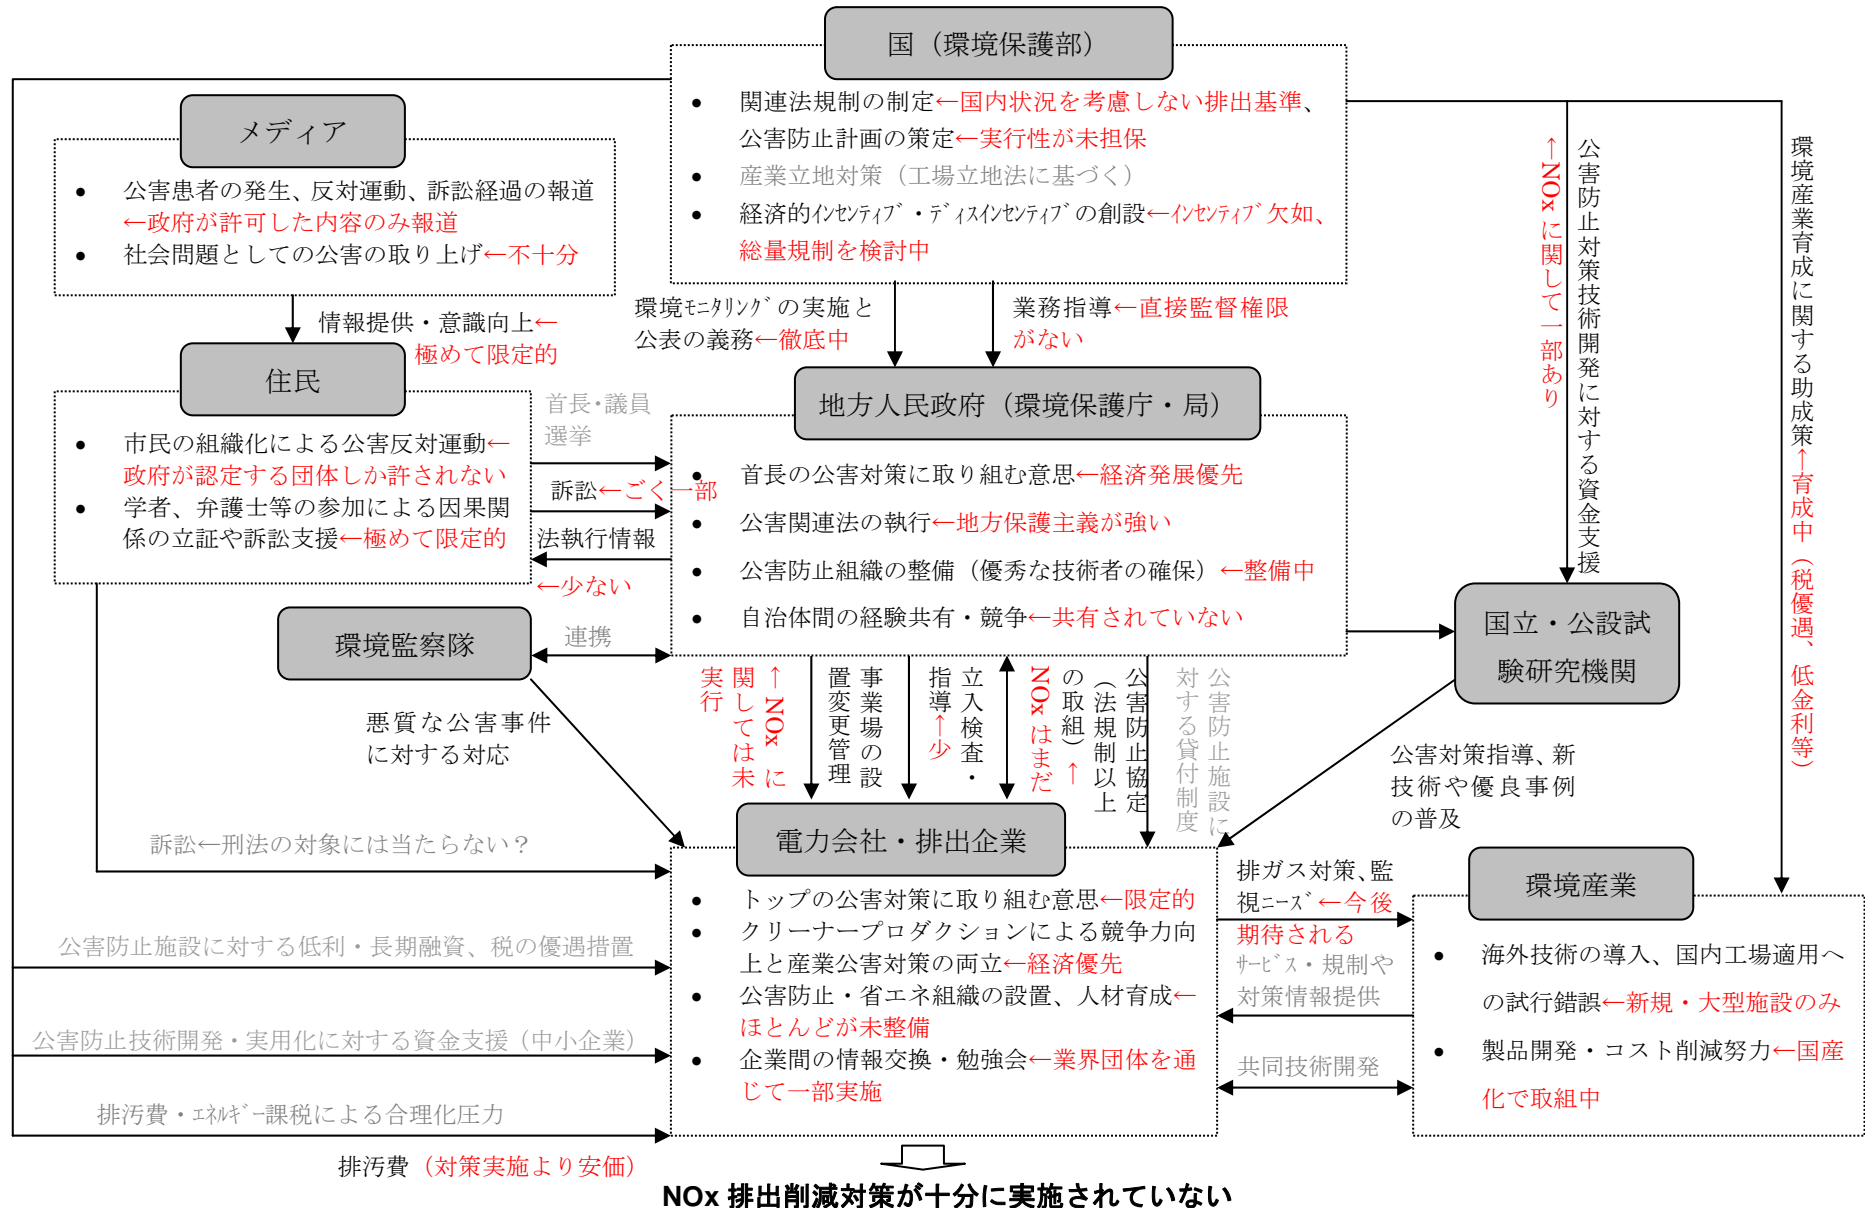 国（環境保護部）
● 関連法規制の制定←国内状況を考慮しない排出基準、
公害防止計画の策定←実行性が未担保
● 産業立地対策（工場立地法に基づく）
● 経済的ｲﾝｾﾝﾃｨﾌﾞ・ﾃﾞｨｽｲﾝｾﾝﾃｨﾌﾞの創設←ｲﾝｾﾝﾃｨﾌﾞ欠如、
総量規制を検討中
メディア
● 公害患者の発生、反対運動、訴訟経過の報道
←政府が許可した内容のみ報道
● 社会問題としての公害の取り上げ←不十分
情報提供・意識向上←
極めて限定的
環境ﾓﾆﾀﾘﾝｸﾞの実施と
公表の義務←徹底中
業務指導←直接監督権限
がない
公害防止対策技術開発に対する資金支援
←NOx に関して一部あり
環境産業育成に関する助成策←育成中（税優遇、低金利等）
住民
● 市民の組織化による公害反対運動←
政府が認定する団体しか許されない
● 学者、弁護士等の参加による因果関
係の立証や訴訟支援←極めて限定的
首長・議員
選挙
訴訟←ごく一部
法執行情報
←少ない
地方人民政府（環境保護庁・局）
● 首長の公害対策に取り組む意思←経済発展優先
● 公害関連法の執行←地方保護主義が強い
● 公害防止組織の整備（優秀な技術者の確保）←整備中
● 自治体間の経験共有・競争←共有されていない
環境監察隊
連携
国立・公設試
験研究機関
悪質な公害事件
に対する対応
事業場の設
置変更管理
←NOx に
関しては未
実行
立入検査・
指導←少
公害防止協定
（法規制以上
の取組）←
NOx はまだ
公害防止施設に
対する貸付制度
公害対策指導、新
技術や優良事例
の普及
訴訟←刑法の対象には当たらない？
公害防止施設に対する低利・長期融資、税の優遇措置
公害防止技術開発・実用化に対する資金支援（中小企業）
排汚費・ｴﾈﾙｷﾞｰ課税による合理化圧力
排汚費（対策実施より安価）
電力会社・排出企業
● トップの公害対策に取り組む意思←限定的
● クリーナープロダクションによる競争力向
上と産業公害対策の両立←経済優先
● 公害防止・省エネ組織の設置、人材育成←
ほとんどが未整備
● 企業間の情報交換・勉強会←業界団体を通
じて一部実施
排ガス対策、監
視ﾆｰｽﾞ←今後
期待される
ｻｰﾋﾞｽ・規制や
対策情報提供
共同技術開発
環境産業
● 海外技術の導入、国内工場適用へ
の試行錯誤←新規・大型施設のみ
● 製品開発・コスト削減努力←国産
化で取組中
NOx 排出削減対策が十分に実施されていない